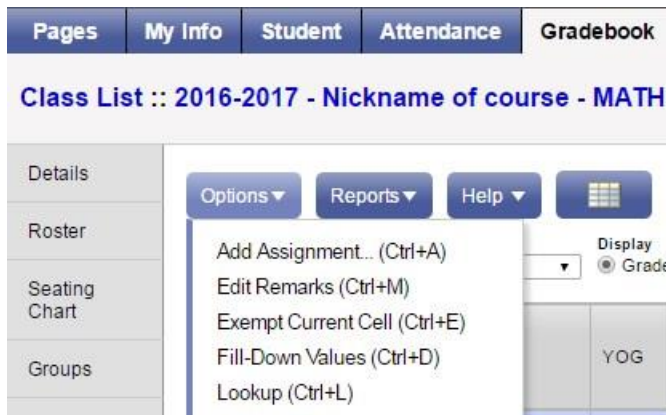 Pages My Info Student Attendance Gradebook
Class List :: 2016-2017 - Nickname of course - MATH
Details
Roster
Seating
Chart
Groups
Options Reports Help
Add Assignment... (Ctrl+A)
Edit Remarks (Ctrl+M)
Exempt Current Cell (Ctrl+E)
Fill-Down Values (Ctrl+D)
Lookup (Ctrl+L)
Display
Grade
YOG